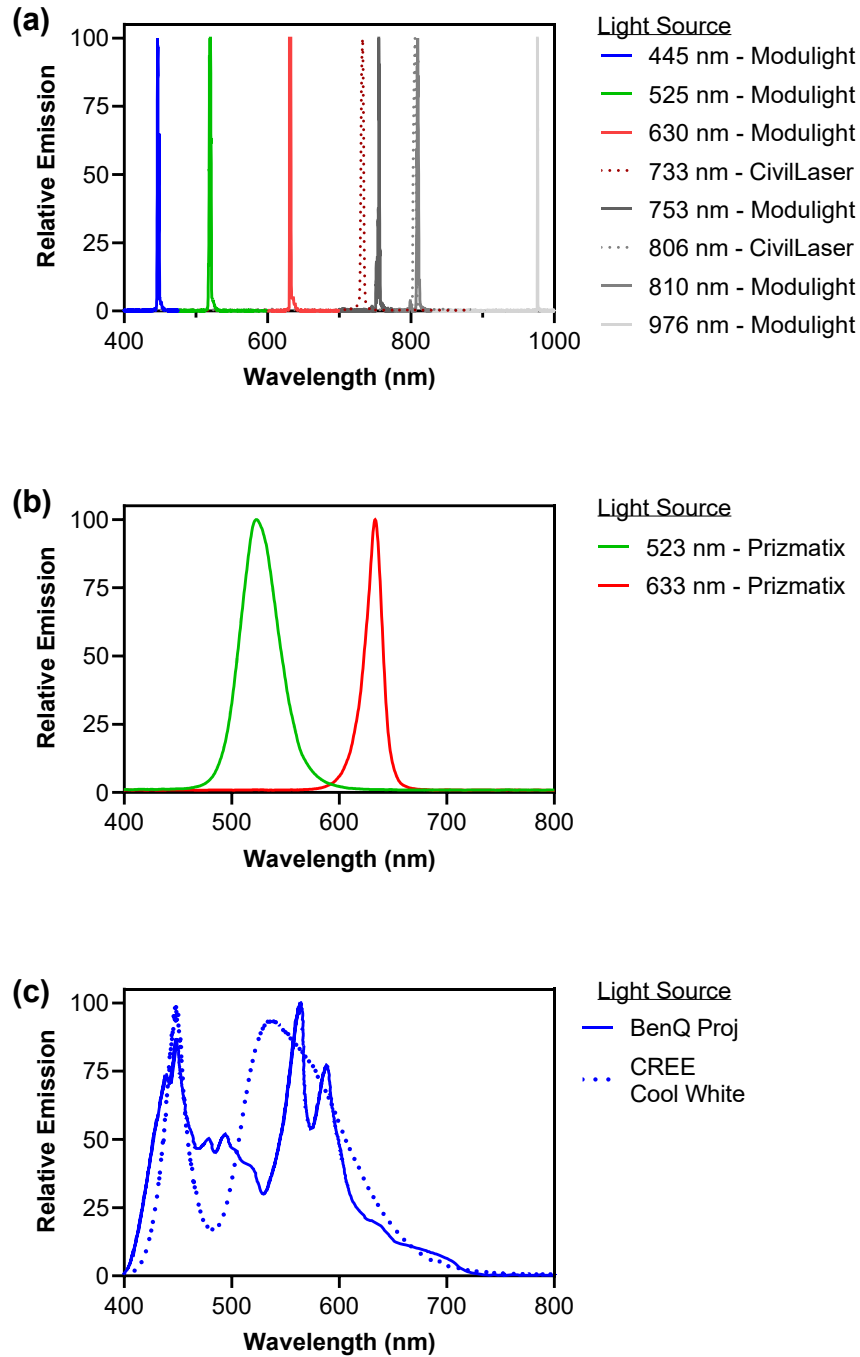 (a)
Relative Emission
100
75
50
25
0
400
600
800
1000
Wavelength (nm)
Light Source
445 nm - Modulight
525 nm - Modulight
630 nm - Modulight
733 nm - CivilLaser
753 nm - Modulight
806 nm - CivilLaser
810 nm - Modulight
976 nm - Modulight
(b)
Relative Emission
100
75
50
25
0
400
500
600
700
800
Wavelength (nm)
Light Source
523 nm - Prizmatix
633 nm - Prizmatix
(c)
Relative Emission
100
75
50
25
0
400
500
600
700
800
Wavelength (nm)
Light Source
BenQ Proj
CREE
Cool White